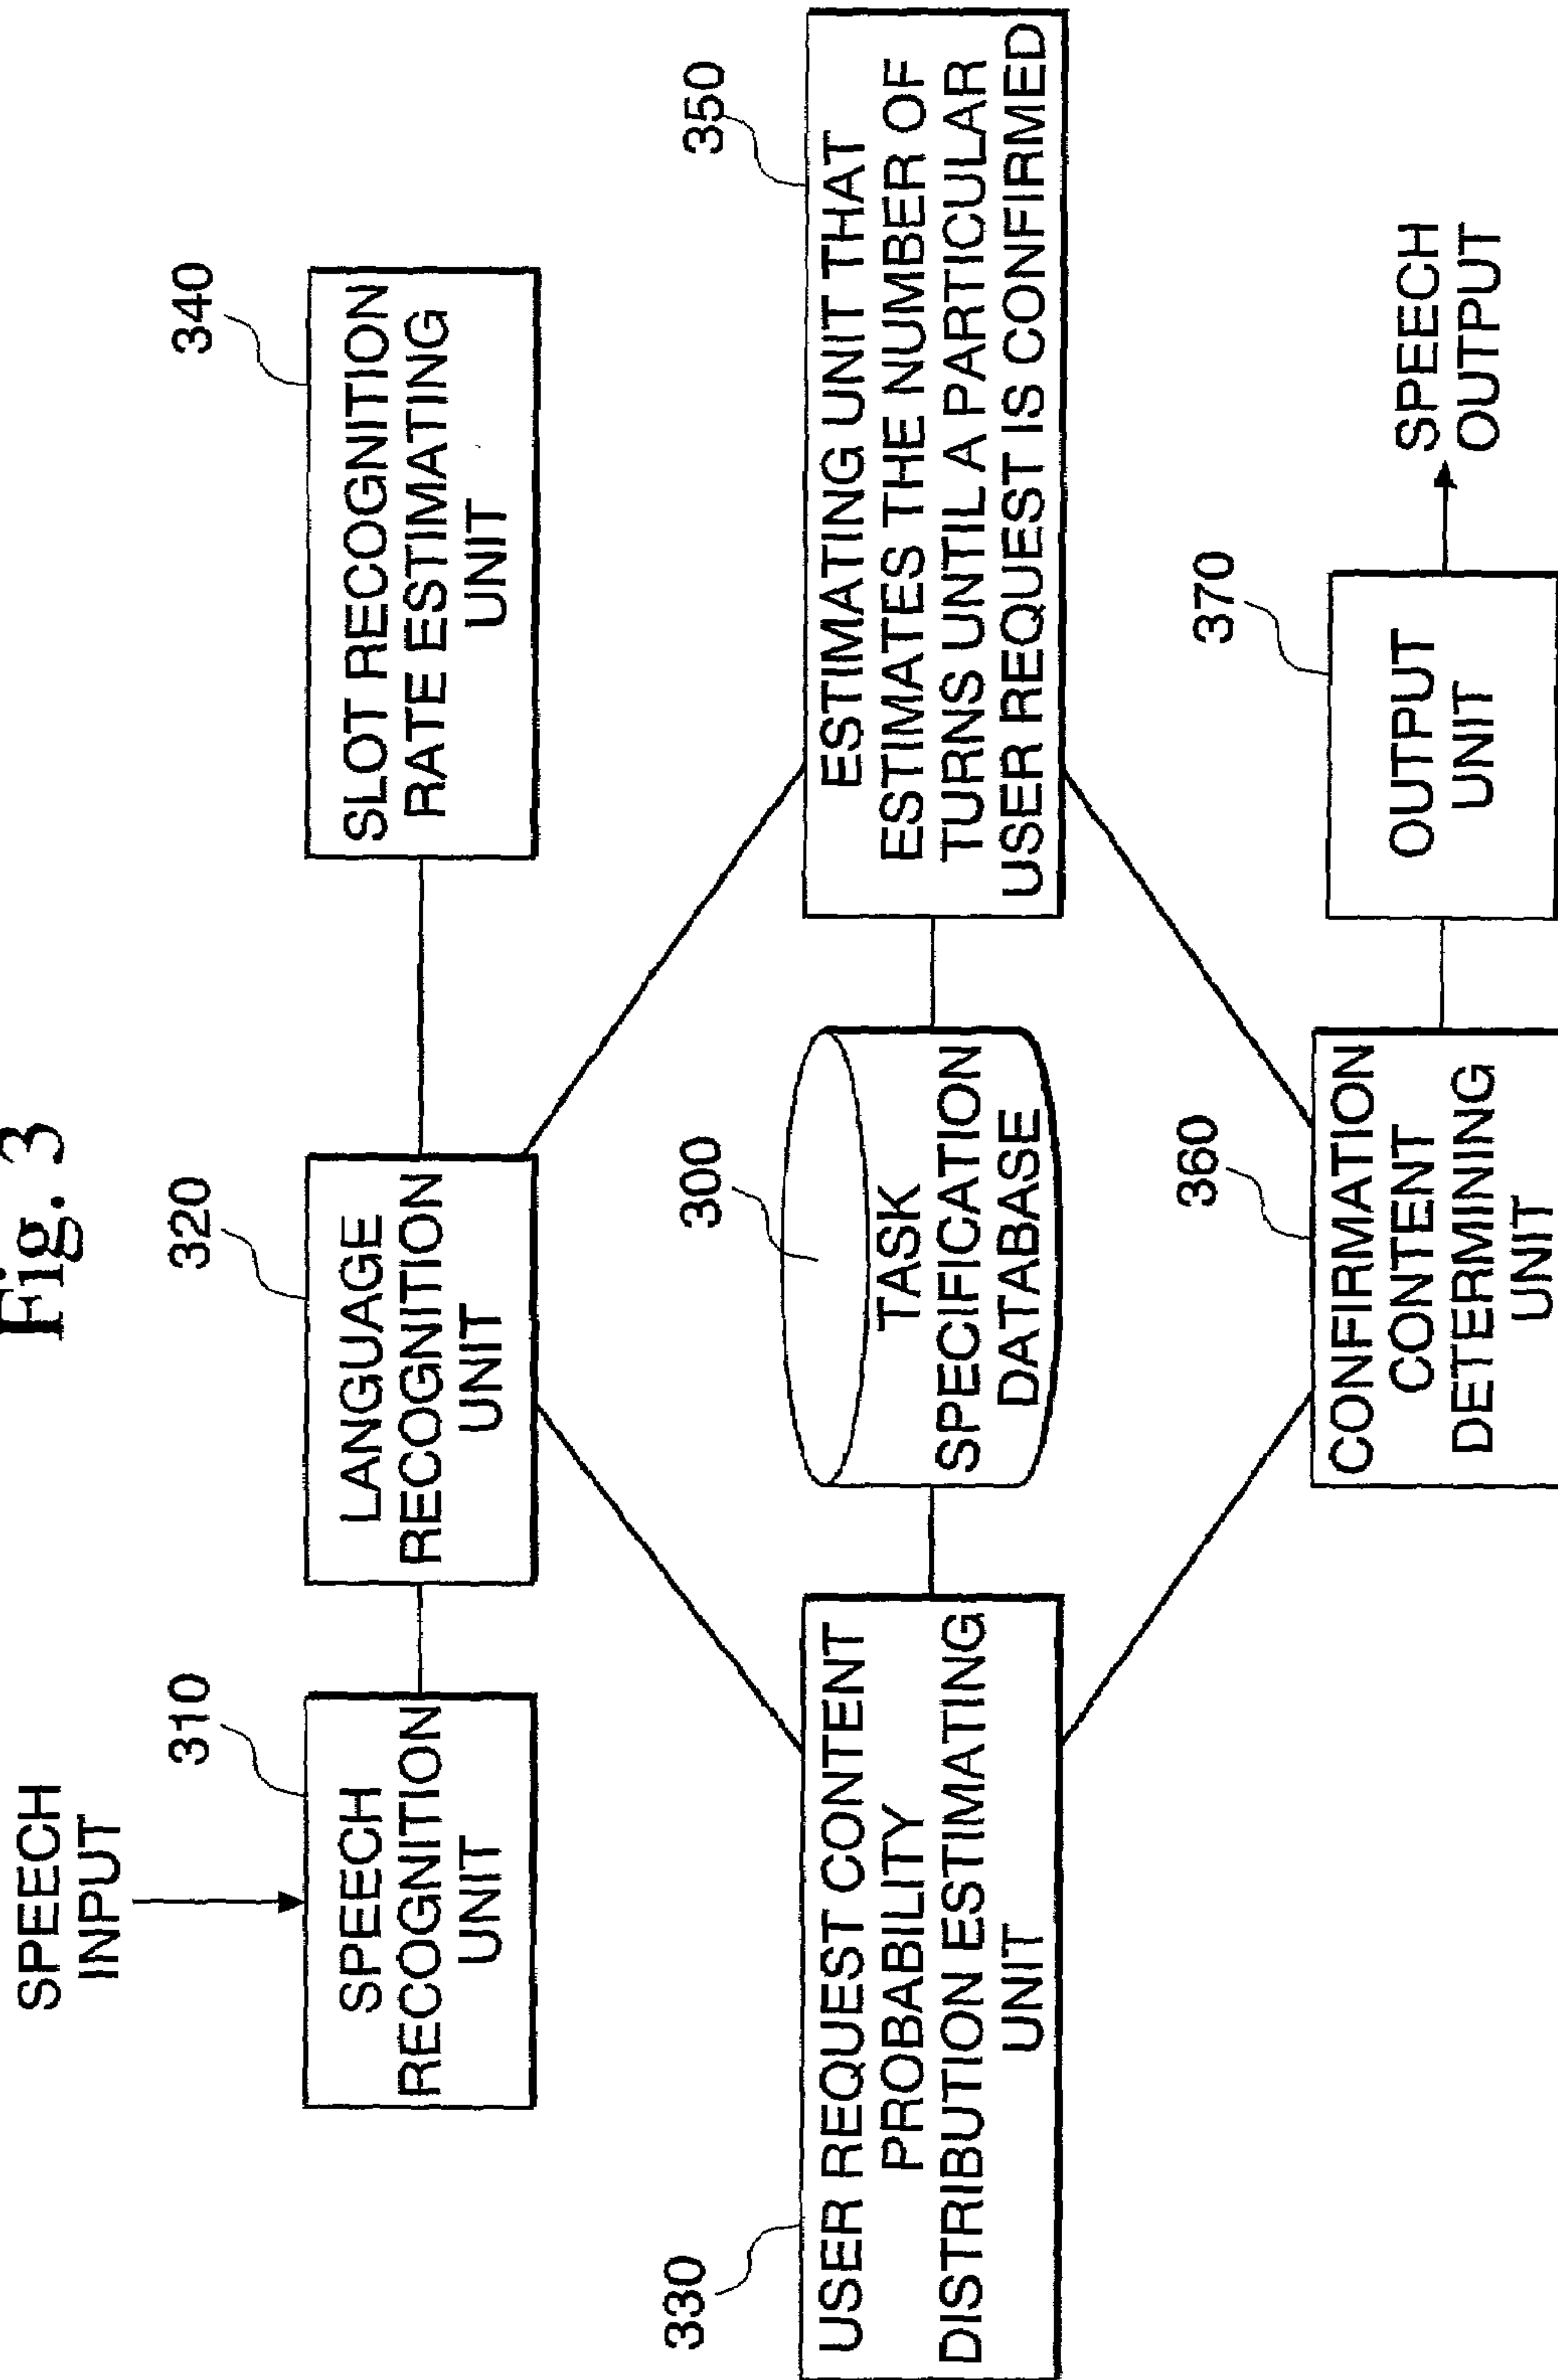 Fig. 3
SPEECH
INPUT
310
SPEECH
RECOGNITION
UNIT
320
LANGUAGE
RECOGNITION
UNIT
340
SLOT RECOGNITION
RATE ESTIMATING
UNIT
330
USER REQUEST CONTENT
PROBABILITY
DISTRIBUTION ESTIMATING
UNIT
300
TASK
SPECIFICATION
DATABASE
350
ESTIMATING UNIT THAT
ESTIMATES THE NUMBER OF
TURNS UNTIL A PARTICULAR
USER REQUEST IS CONFIRMED
360
CONFIRMATION
CONTENT
DETERMINING
UNIT
370
OUTPUT
UNIT
SPEECH
OUTPUT